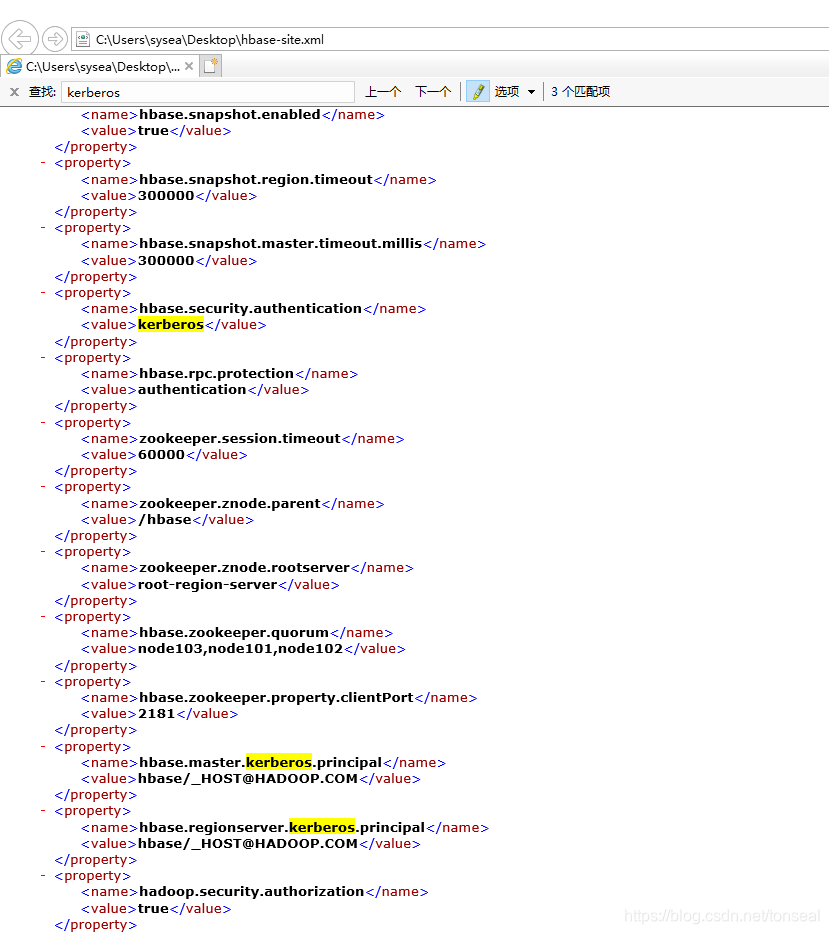 C:\Users\sysea\Desktop\hbase-site.xml
C:\Users\sysea\Desktop\...
查找: kerberos 上一个 下一个 选项 3 个匹配项
<name>hbase.snapshot.enabled</name>
<value>true</value>
</property>
- <property>
<name>hbase.snapshot.region.timeout</name>
<value>300000</value>
</property>
- <property>
<name>hbase.snapshot.master.timeout.millis</name>
<value>300000</value>
</property>
- <property>
<name>hbase.security.authentication</name>
<value>kerberos</value>
</property>
- <property>
<name>hbase.rpc.protection</name>
<value>authentication</value>
</property>
- <property>
<name>zookeeper.session.timeout</name>
<value>60000</value>
</property>
- <property>
<name>zookeeper.znode.parent</name>
<value>/hbase</value>
</property>
- <property>
<name>zookeeper.znode.rootserver</name>
<value>root-region-server</value>
</property>
- <property>
<name>hbase.zookeeper.quorum</name>
<value>node103,node101,node102</value>
</property>
- <property>
<name>hbase.zookeeper.property.clientPort</name>
<value>2181</value>
</property>
- <property>
<name>hbase.master.kerberos.principal</name>
<value>hbase/_HOST@HADOOP.COM</value>
</property>
- <property>
<name>hbase.regionserver.kerberos.principal</name>
<value>hbase/_HOST@HADOOP.COM</value>
</property>
- <property>
<name>hadoop.security.authorization</name>
<value>true</value>
</property>
https://blog.csdn.net/tonseal